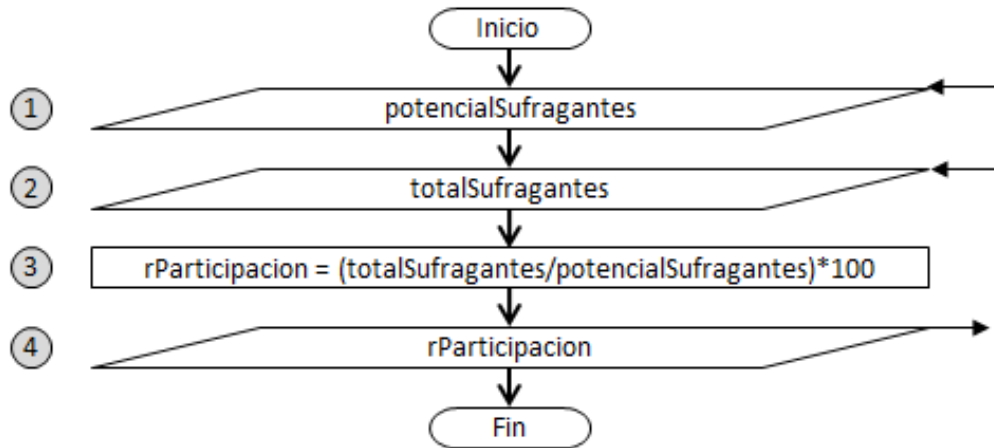 Inicio
1 potencialSufragantes
2 totalSufragantes
3 rParticipacion = (totalSufragantes/potencialSufragantes)*100
4 rParticipacion
Fin